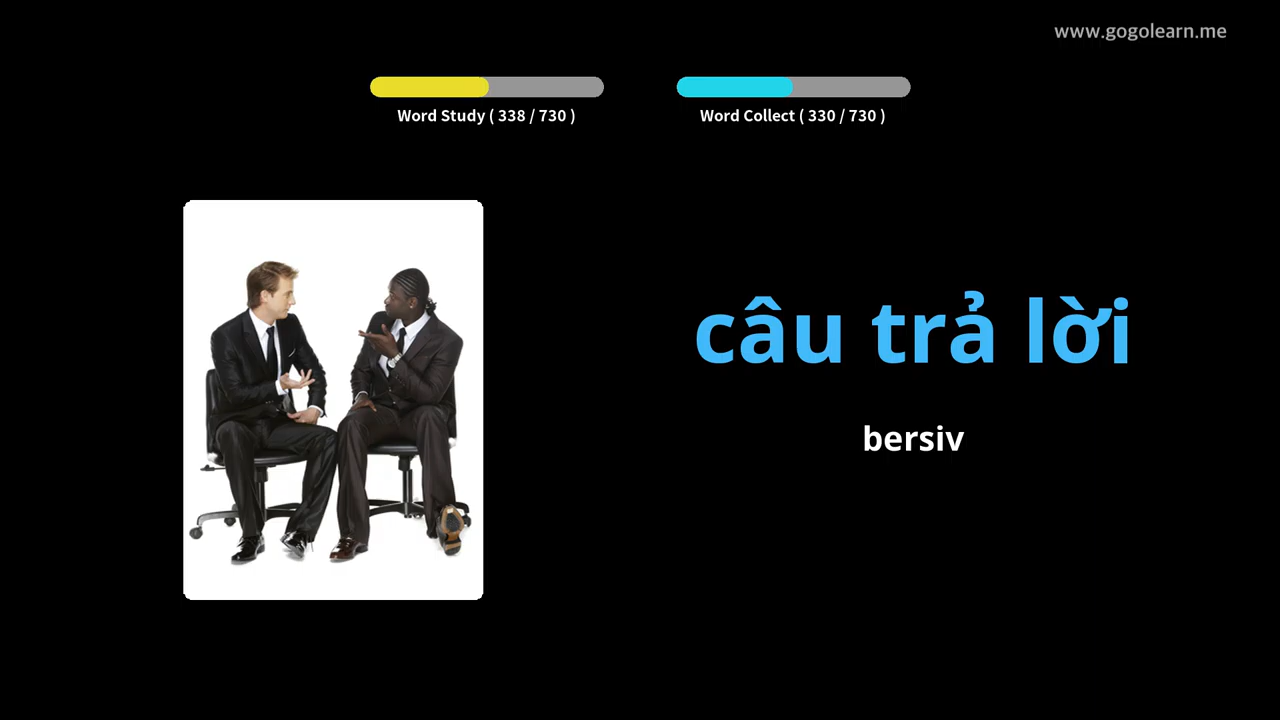 www.gogolearn.me
Word Study ( 338 / 730 )
Word Collect ( 330 / 730 )
câu trả lời
bersiv